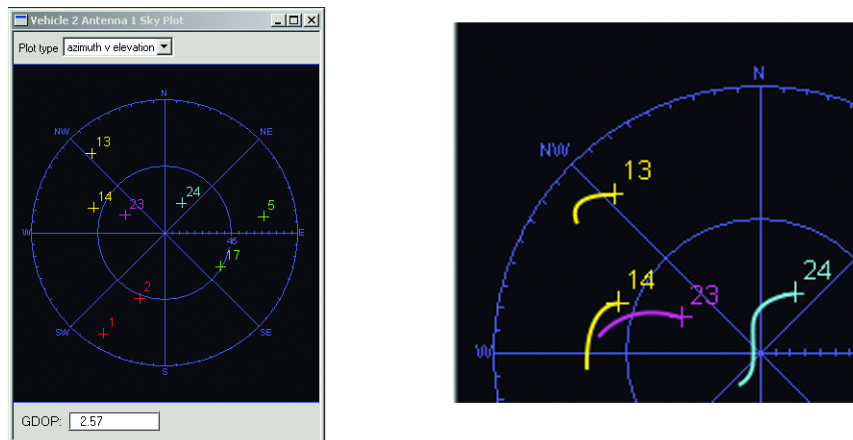 Vehicle 2 Antenna 1 Sky Plot
Plot type azimuth v elevation
N
NW
NE
13
14
23
24
5
W
45
E
17
2
1
SW
SE
S
GDOP: 2.57
N
NW
13
14
23
24
W